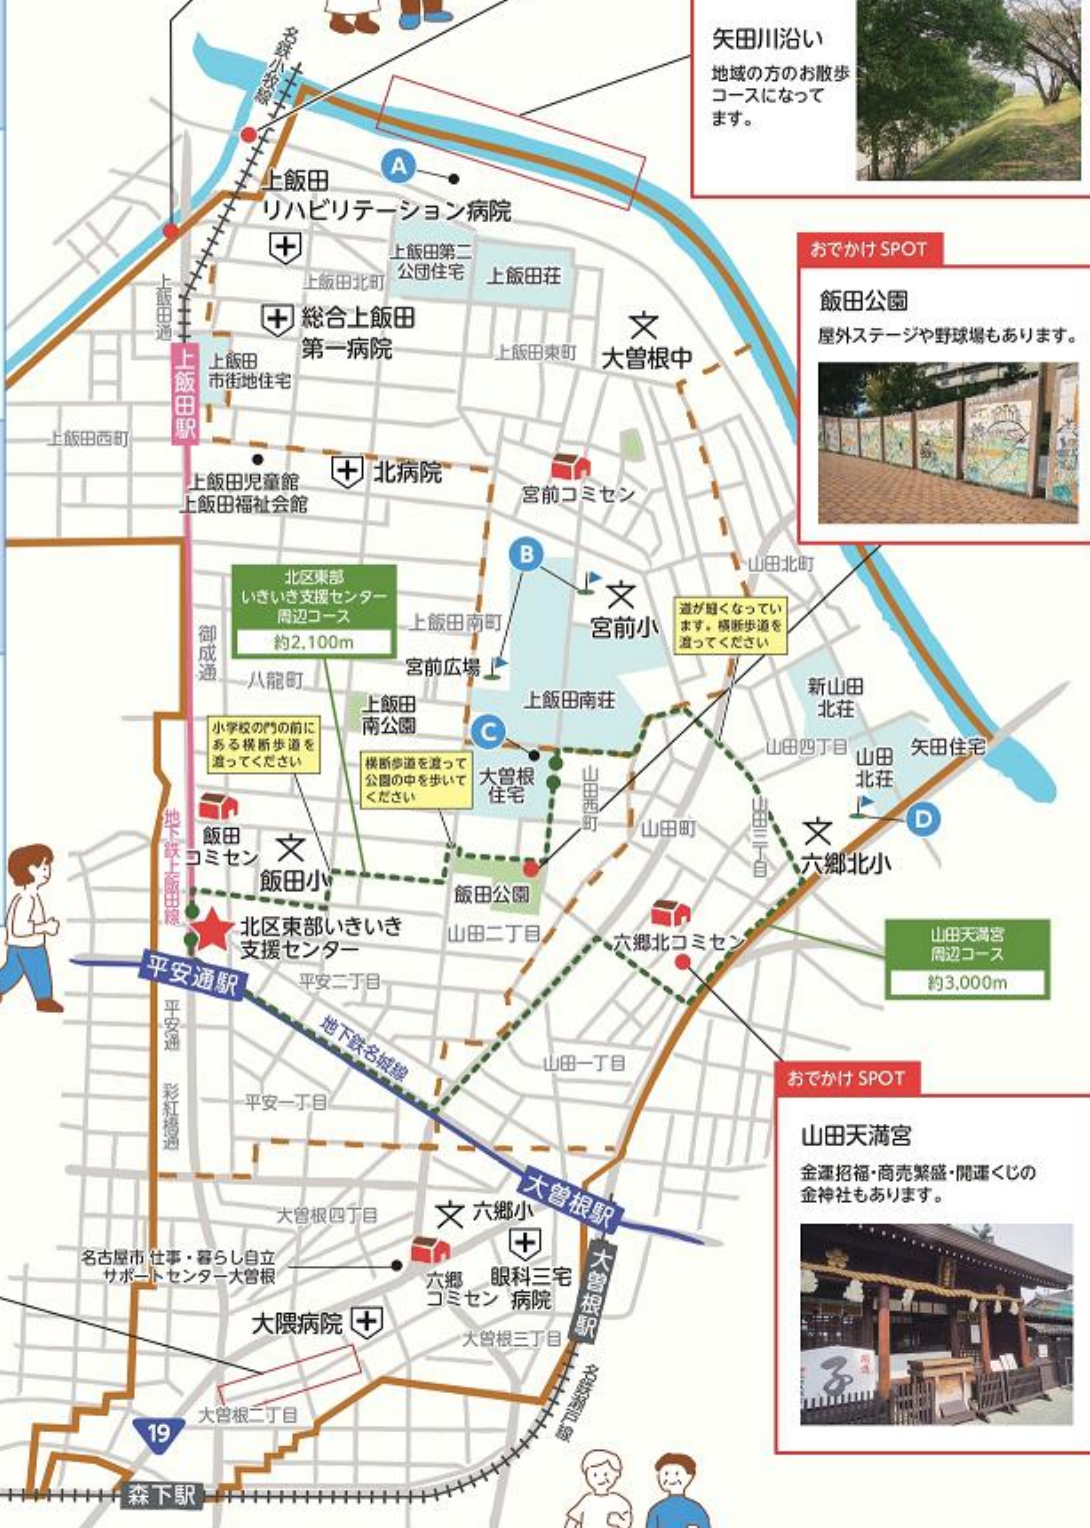 名鉄小牧線
矢田川沿い
地域の方のお散歩
コースになって
ます。
A
上飯田
リハビリテーション病院
上飯田第二
公団住宅
上飯田荘
上飯田北町
上飯田通
総合上飯田
第一病院
大曽根中
上飯田東町
上飯田
市街地住宅
上飯田駅
上飯田西町
おでかけSPOT
飯田公園
屋外ステージや野球場もあります。
上飯田児童館
上飯田福祉会館
北病院
宮前コミセン
B
山田北町
北区東部
いきいき支援センター
周辺コース
約2,100m
上飯田南町
宮前小
道が細くなってい
ます。横断歩道を
渡ってください
御成通
八龍町
宮前広場
上飯田
南公園
上飯田南荘
新山田
北荘
小学校の門の前に
ある横断歩道を
渡ってください
横断歩道を渡って
公園の中を歩いて
ください
C
大曽根
住宅
山田西町
山田四丁目
山田
北荘
矢田住宅
D
地下鉄上飯田線
飯田
コミセン
飯田小
山田町
山田三丁目
六郷北小
飯田公園
北区東部いきいき
支援センター
山田二丁目
六郷北コミセン
山田天満宮
周辺コース
約3,000m
平安通駅
平安二丁目
平安通
地下鉄名城線
山田一丁目
彩紅橋通
平安一丁目
おでかけSPOT
山田天満宮
金運招福・商売繁盛・開運くじの
金神社もあります。
大曽根駅
大曽根四丁目
六郷小
名古屋市 仕事・暮らし自立
サポートセンター大曽根
六郷
コミセン
眼科三宅
病院
大曽根駅
大隈病院
大曽根三丁目
名鉄瀬戸線
大曽根二丁目
19
森下駅
子